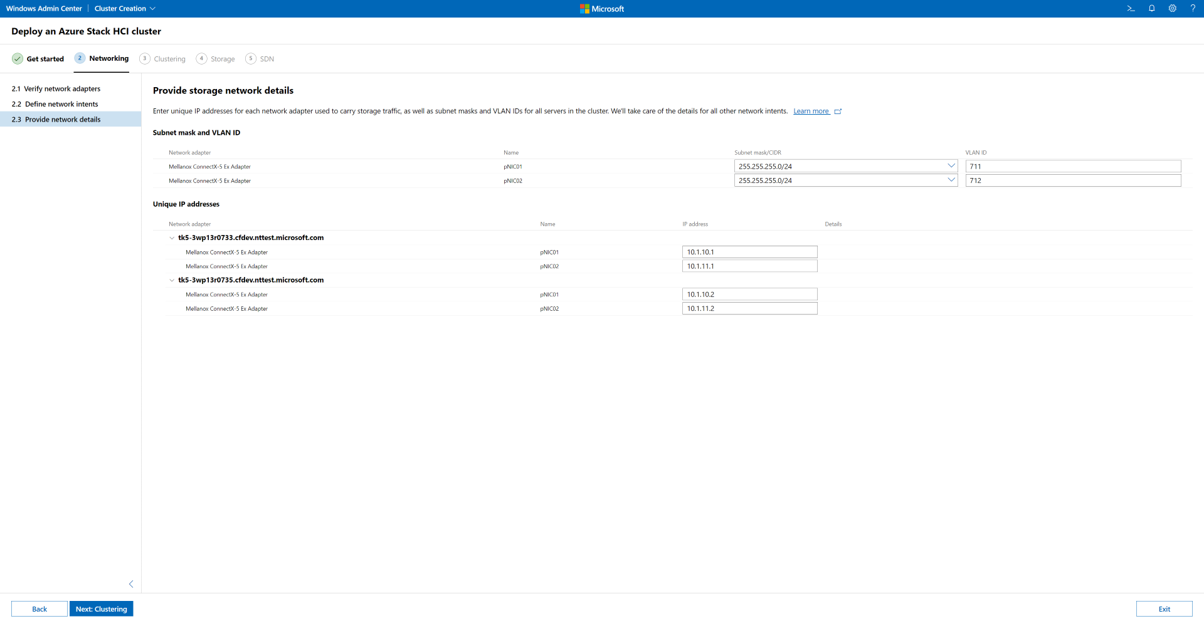 Windows Admin Center | Cluster Creation
Microsoft
Deploy an Azure Stack HCI cluster
Get started 2 Networking 3 Clustering 4 Storage 5 SDN
2.1 Verify network adapters
2.2 Define network intents
2.3 Provide network details
Provide storage network details
Enter unique IP addresses for each network adapter used to carry storage traffic, as well as subnet masks and VLAN IDs for all servers in the cluster. We'll take care of the details for all other network intents. Learn more
Subnet mask and VLAN ID
Network adapter Name Subnet mask/CIDR VLAN ID
Mellanox ConnectX-5 Ex Adapter pNIC01 255.255.255.0/24 711
Mellanox ConnectX-5 Ex Adapter pNIC02 255.255.255.0/24 712
Unique IP addresses
Network adapter Name IP address Details
tk5-3wp13r0733.cfdev.nttest.microsoft.com
Mellanox ConnectX-5 Ex Adapter pNIC01 10.1.10.1
Mellanox ConnectX-5 Ex Adapter pNIC02 10.1.11.1
tk5-3wp13r0735.cfdev.nttest.microsoft.com
Mellanox ConnectX-5 Ex Adapter pNIC01 10.1.10.2
Mellanox ConnectX-5 Ex Adapter pNIC02 10.1.11.2
Back Next: Clustering Exit